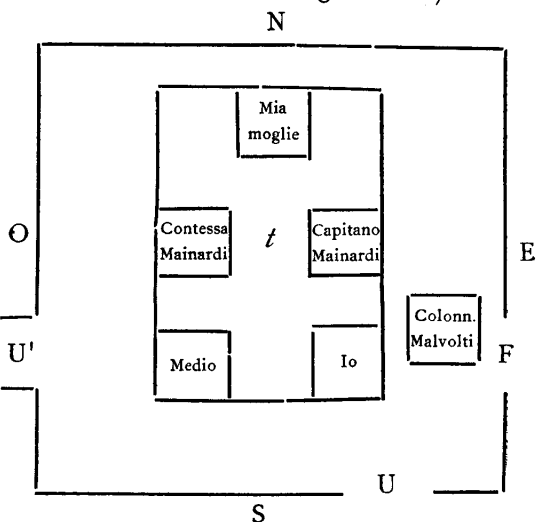 N
Mia
moglie
O
Contessa
Mainardi
t
Capitano
Mainardi
E
U'
Medio
Io
Colonn.
Malvolti
F
U
S